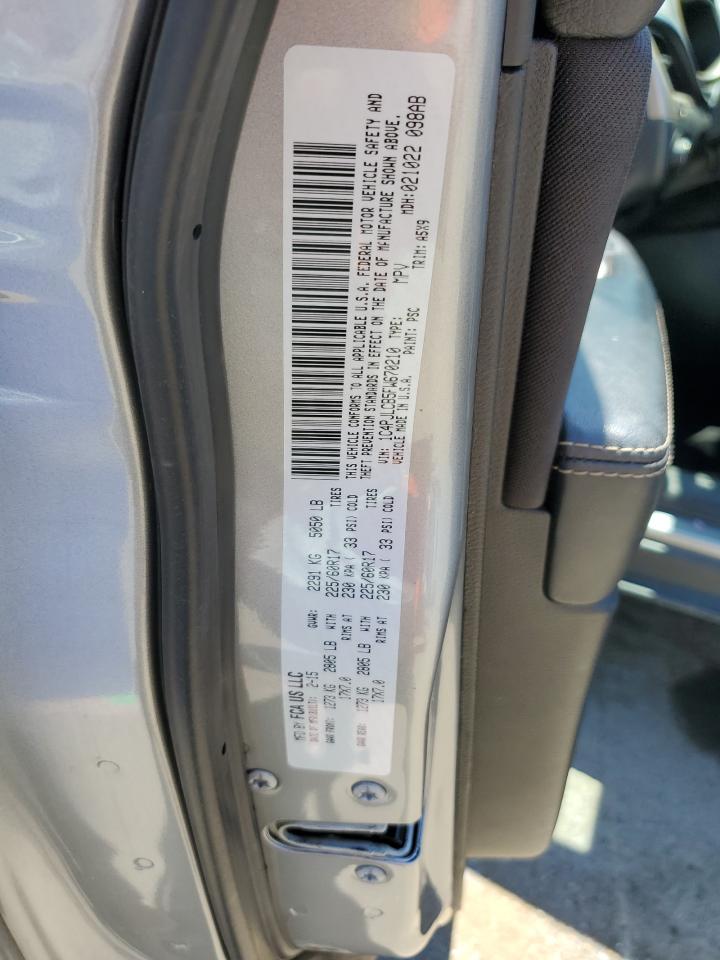 MFD BY FCA US LLC
DATE OF MFR: 2-15 GVWR: 2291 KG 5050 LB
GAWR FRONT: 1273 KG 2805 LB WITH 225/60R17 TIRES
17X7.0 RIMS AT 230 KPA ( 33 PSI) COLD
GAWR REAR: 1273 KG 2805 LB WITH 225/60R17 TIRES
17X7.0 RIMS AT 230 KPA ( 33 PSI) COLD
THIS VEHICLE CONFORMS TO ALL APPLICABLE U.S.A. FEDERAL MOTOR VEHICLE SAFETY AND
THEFT PREVENTION STANDARDS IN EFFECT ON THE DATE OF MANUFACTURE SHOWN ABOVE.
VIN: 1C4PJLCB5FW670210 TYPE: MPV MDH:021022 098AB
VEHICLE MADE IN U.S.A. PAINT: PSC TRIM: A5X9